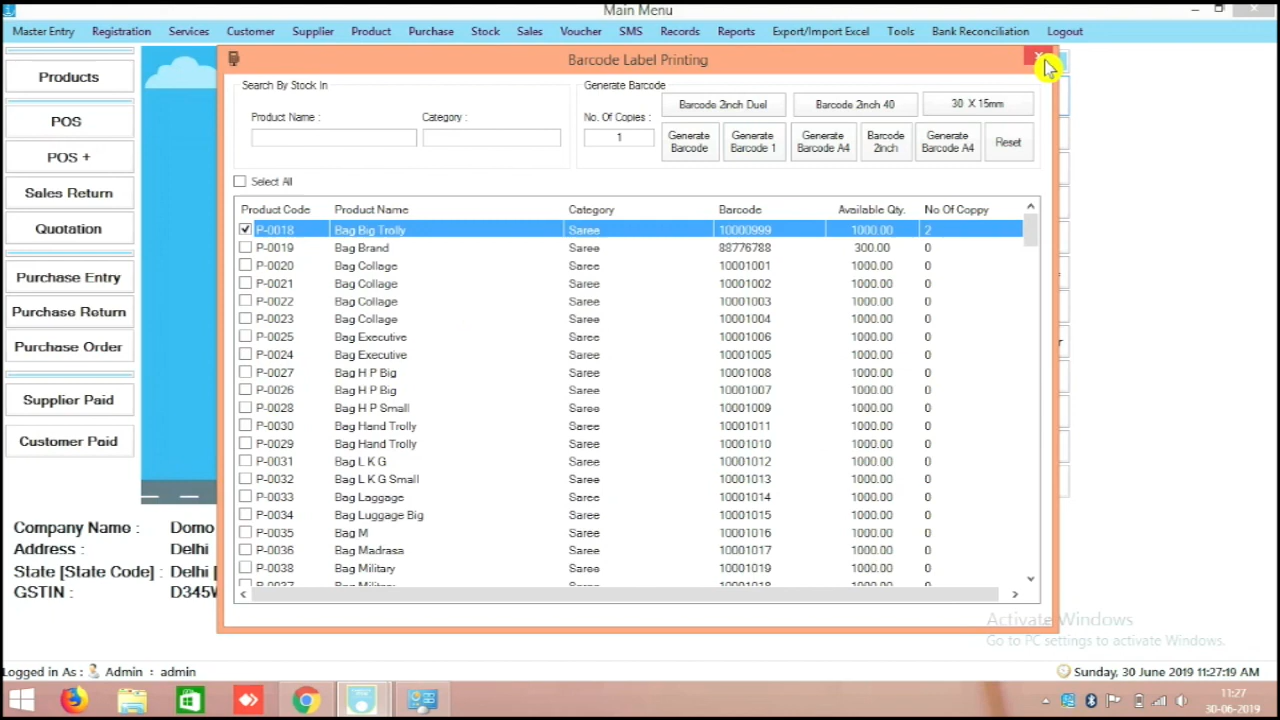 Main Menu
Master Entry Registration Services Customer Supplier Product Purchase Stock Sales Voucher SMS Records Reports Export/Import Excel Tools Bank Reconciliation Logout
Products
POS
POS +
Sales Return
Quotation
Purchase Entry
Purchase Return
Purchase Order
Supplier Paid
Customer Paid
Barcode Label Printing
Search By Stock In
Product Name :
Category :
Generate Barcode
No. Of Copies :
1
Barcode 2inch Duel
Barcode 2inch 40
30 X 15mm
Generate Barcode
Generate Barcode 1
Generate Barcode A4
Barcode 2inch
Generate Barcode A4
Reset
Select All
Product Code Product Name Category Barcode Available Qty. No Of Coppy
P-0018 Bag Big Trolly Saree 10000999 1000.00 2
P-0019 Bag Brand Saree 88776788 300.00 0
P-0020 Bag Collage Saree 10001001 1000.00 0
P-0021 Bag Collage Saree 10001002 1000.00 0
P-0022 Bag Collage Saree 10001003 1000.00 0
P-0023 Bag Collage Saree 10001004 1000.00 0
P-0025 Bag Executive Saree 10001006 1000.00 0
P-0024 Bag Executive Saree 10001005 1000.00 0
P-0027 Bag H P Big Saree 10001008 1000.00 0
P-0026 Bag H P Big Saree 10001007 1000.00 0
P-0028 Bag H P Small Saree 10001009 1000.00 0
P-0030 Bag Hand Trolly Saree 10001011 1000.00 0
P-0029 Bag Hand Trolly Saree 10001010 1000.00 0
P-0031 Bag L K G Saree 10001012 1000.00 0
P-0032 Bag L K G Small Saree 10001013 1000.00 0
P-0033 Bag Laggage Saree 10001014 1000.00 0
P-0034 Bag Luggage Big Saree 10001015 1000.00 0
P-0035 Bag M Saree 10001016 1000.00 0
P-0036 Bag Madrasa Saree 10001017 1000.00 0
P-0038 Bag Military Saree 10001019 1000.00 0
P-0037 Bag Military Saree 10001018 1000.00 0
Company Name : Domo
Address : Delhi
State [State Code] : Delhi [
GSTIN : D345W
Activate Windows
Go to PC settings to activate Windows.
Logged in As : Admin : admin
Sunday, 30 June 2019 11:27:19 AM
11:27
30-06-2019